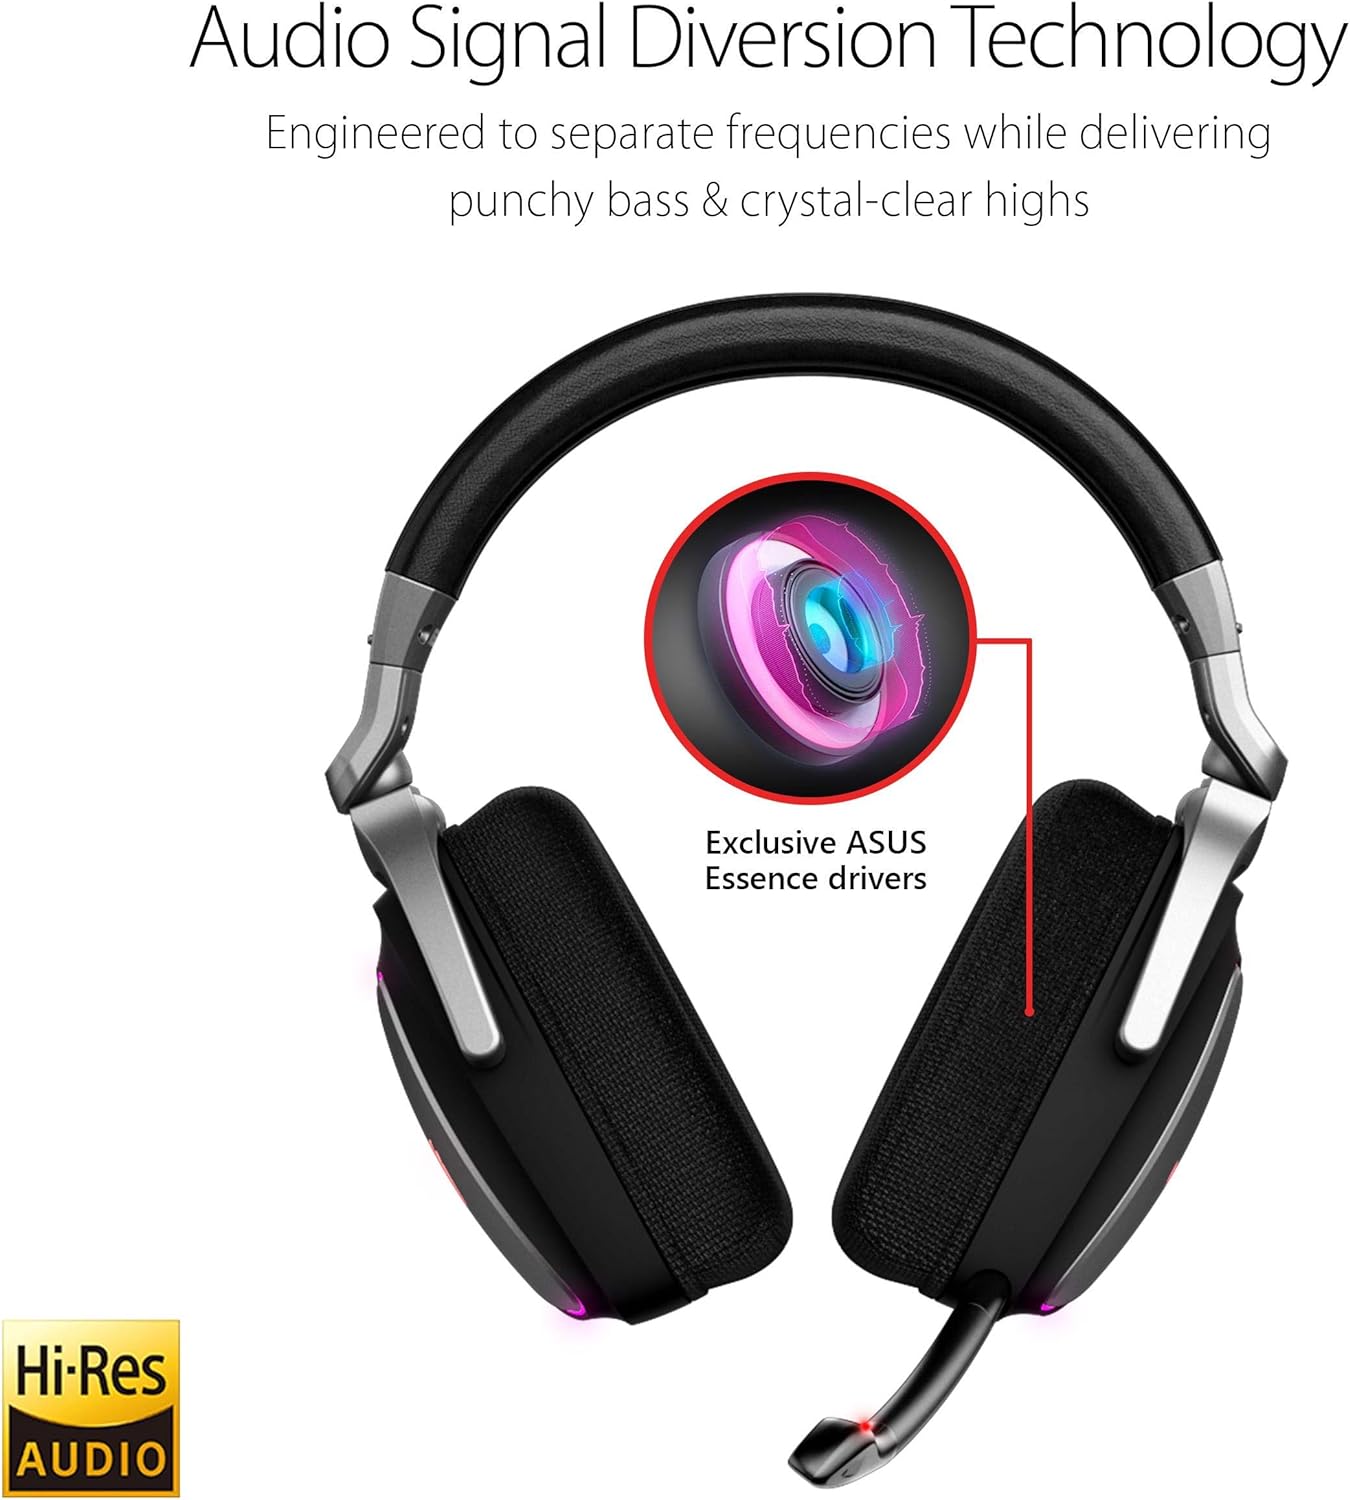 Audio Signal Diversion Technology
Engineered to separate frequencies while delivering
punchy bass & crystal-clear highs
Exclusive ASUS
Essence drivers
Hi-Res
AUDIO